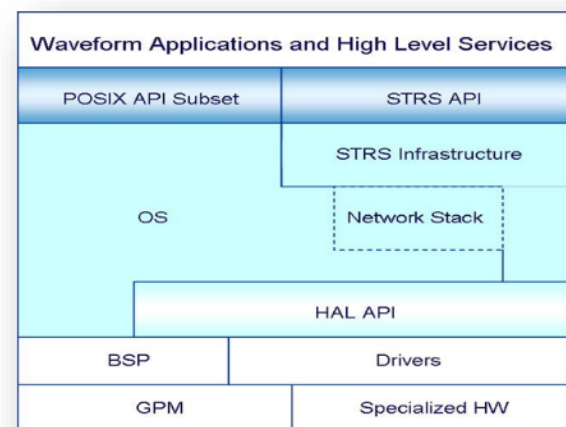 Waveform Applications and High Level Services
POSIX API Subset
STRS API
STRS Infrastructure
OS
Network Stack
HAL API
BSP
Drivers
GPM
Specialized HW